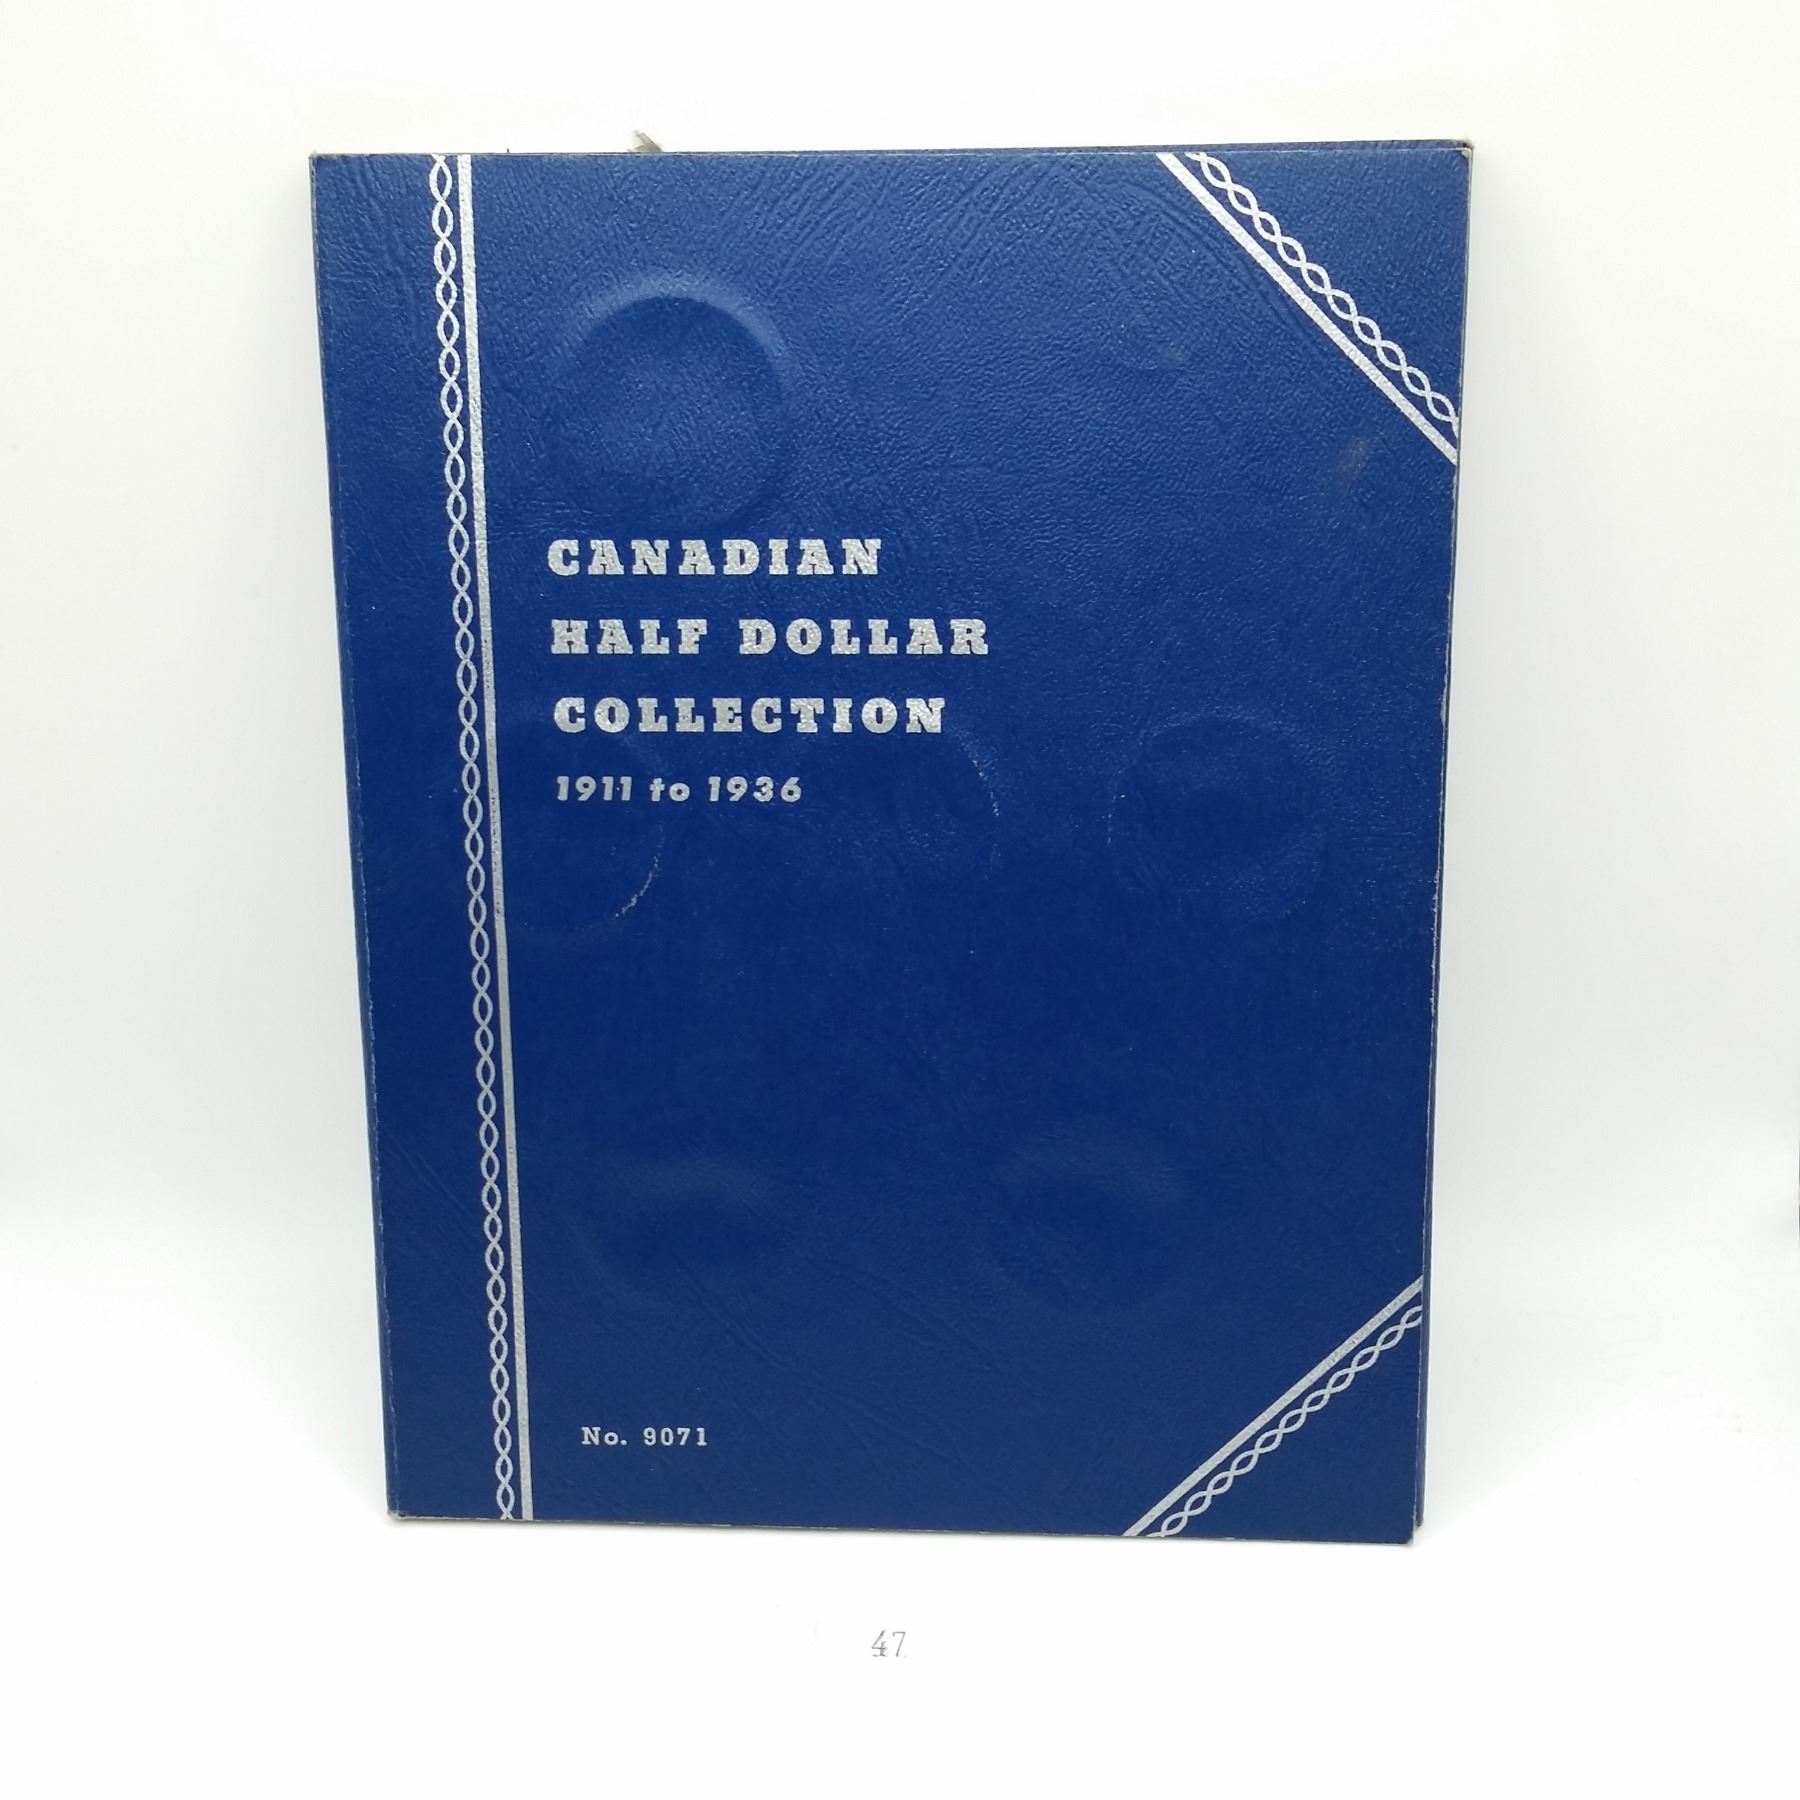 CANADIAN
HALF DOLLAR
COLLECTION
1911 to 1936
No. 9071
47